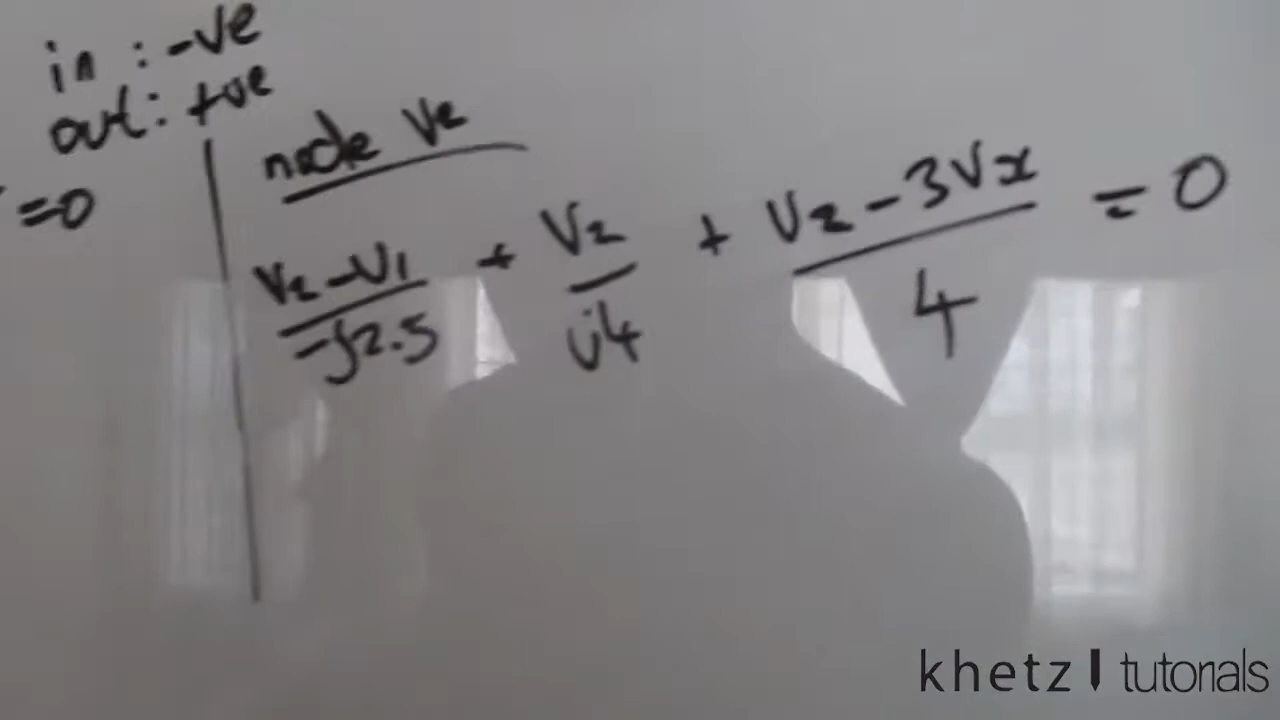 in : -ve
out : +ve
=0
node V2
V2-V1/-j2.5 + V2/j4 + V2-3Vx/4 = 0
khetz tutorials